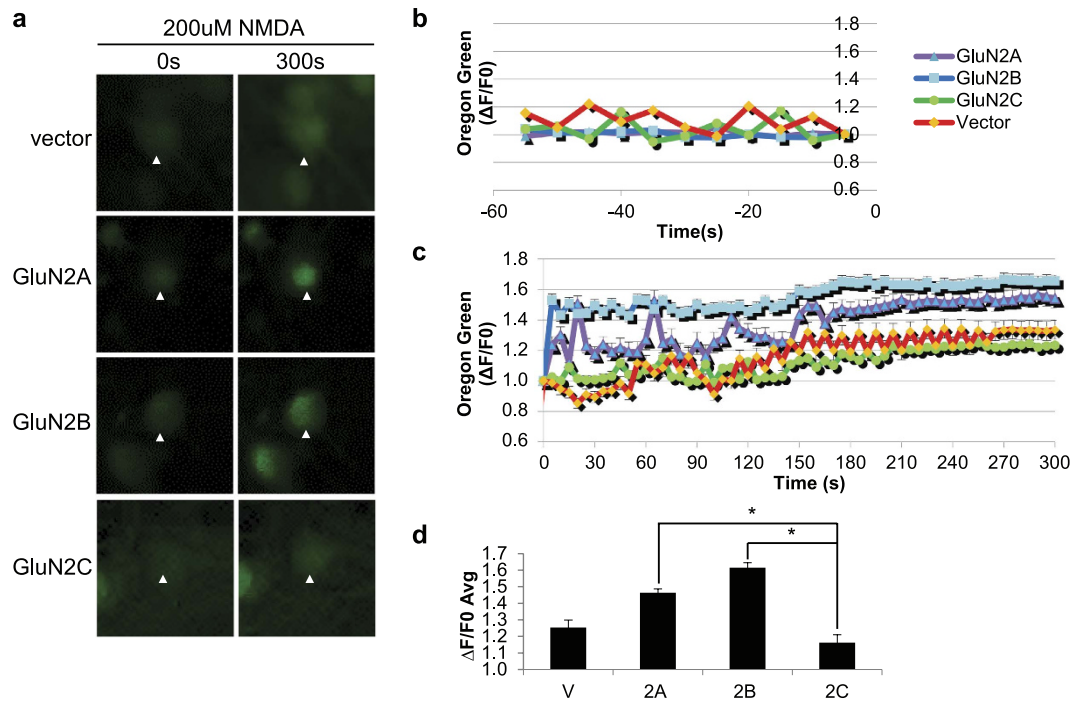 a
200uM NMDA
0s 300s
vector
GluN2A
GluN2B
GluN2C
b
Oregon Green
(ΔF/F0)
1.8
1.6
1.4
1.2
1.0
0.8
0.6
-60 -40 -20 0
Time(s)
GluN2A
GluN2B
GluN2C
Vector
c
Oregon Green
(ΔF/F0)
1.8
1.6
1.4
1.2
1.0
0.8
0.6
0 30 60 90 120 150 180 210 240 270 300
Time (s)
d
ΔF/F0 Avg
1.7
1.6
1.5
1.4
1.3
1.2
1.1
1.0
*
*
V 2A 2B 2C